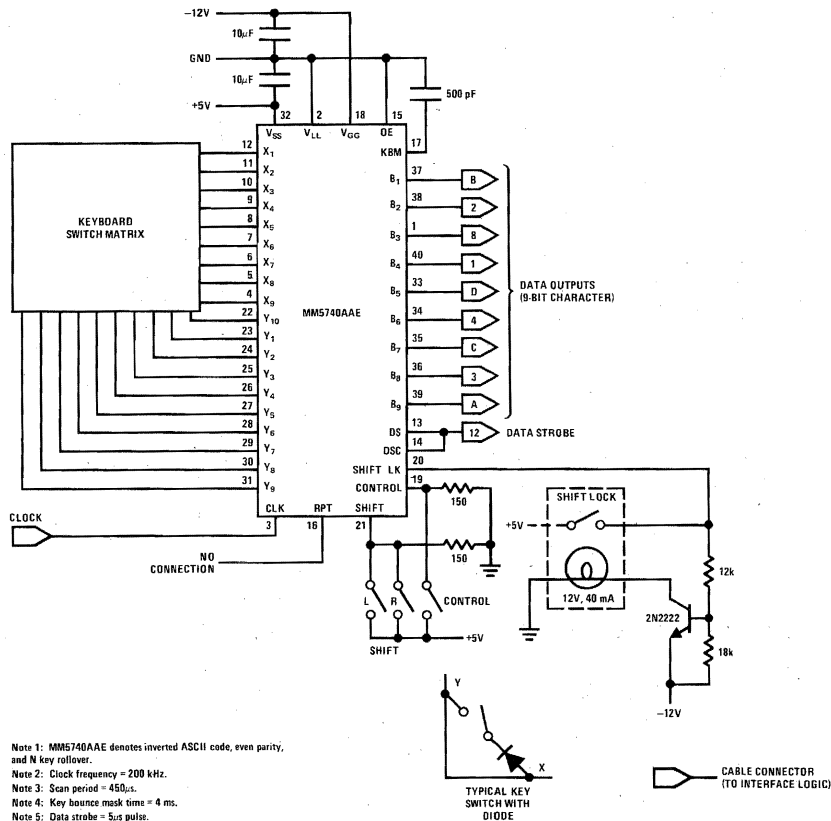 −12V
10μF
GND
10μF
500 pF
+5V
32 2 18 15
V_SS V_LL V_GG OE
17
KBM
12 X1
11 X2
10 X3
9 X4
8 X5
7 X6
6 X7
5 X8
4 X9
22 Y10
23 Y1
24 Y2
25 Y3
26 Y4
27 Y5
28 Y6
29 Y7
30 Y8
31 Y9
KEYBOARD
SWITCH MATRIX
MM5740AAE
B1 37 B
B2 38 2
B3 1 8
B4 40 1
B5 33 D
B6 34 4
B7 35 C
B8 36 3
B9 39 A
DATA OUTPUTS
(9-BIT CHARACTER)
DS 13 12 DATA STROBE
DSC 14
SHIFT LK 20
CONTROL 19
150
CLK RPT SHIFT
3 16 21
CLOCK
NO
CONNECTION
150
L R CONTROL
+5V
SHIFT
SHIFT LOCK
+5V
12V, 40 mA
12k
2N2222
18k
−12V
Y
X
TYPICAL KEY
SWITCH WITH
DIODE
CABLE CONNECTOR
(TO INTERFACE LOGIC)
Note 1: MM5740AAE denotes inverted ASCII code, even parity,
and N key rollover.
Note 2: Clock frequency = 200 kHz.
Note 3: Scan period = 450μs.
Note 4: Key bounce mask time = 4 ms.
Note 5: Data strobe = 5μs pulse.